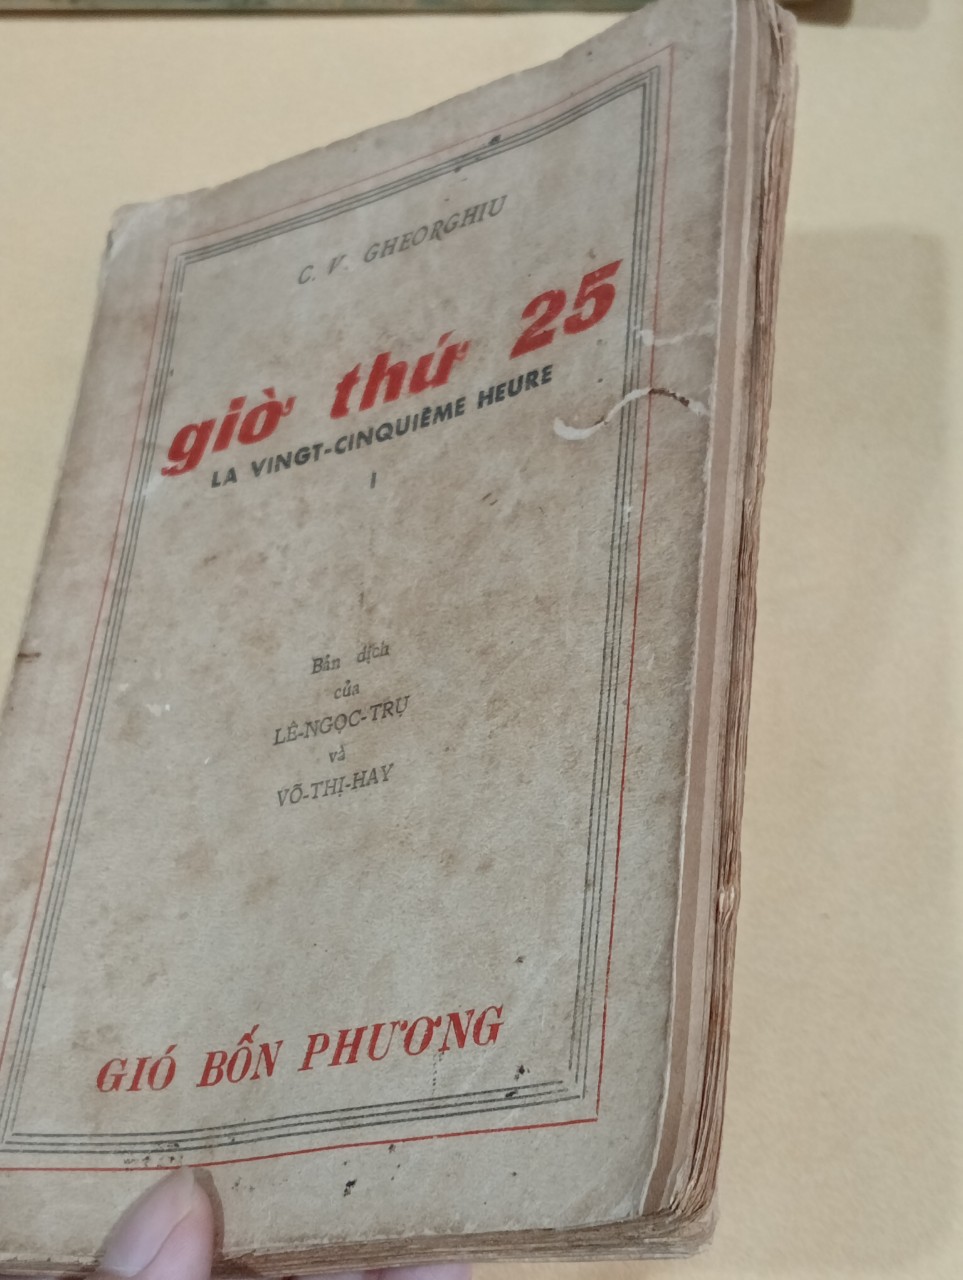 C. V. GHEORGHIU
giờ thứ 25
LA VINGT-CINQUIÈME HEURE
I
Bản dịch
của
LÊ-NGỌC-TRỤ
và
VÕ-THỊ-HAY
GIÓ BỐN PHƯƠNG